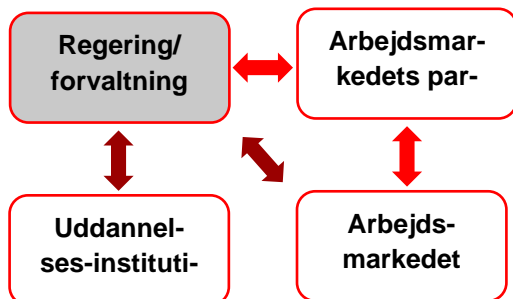 Regering/
forvaltning
Arbejdsmar-
kedets par-
Uddannel-
ses-instituti-
Arbejds-
markedet